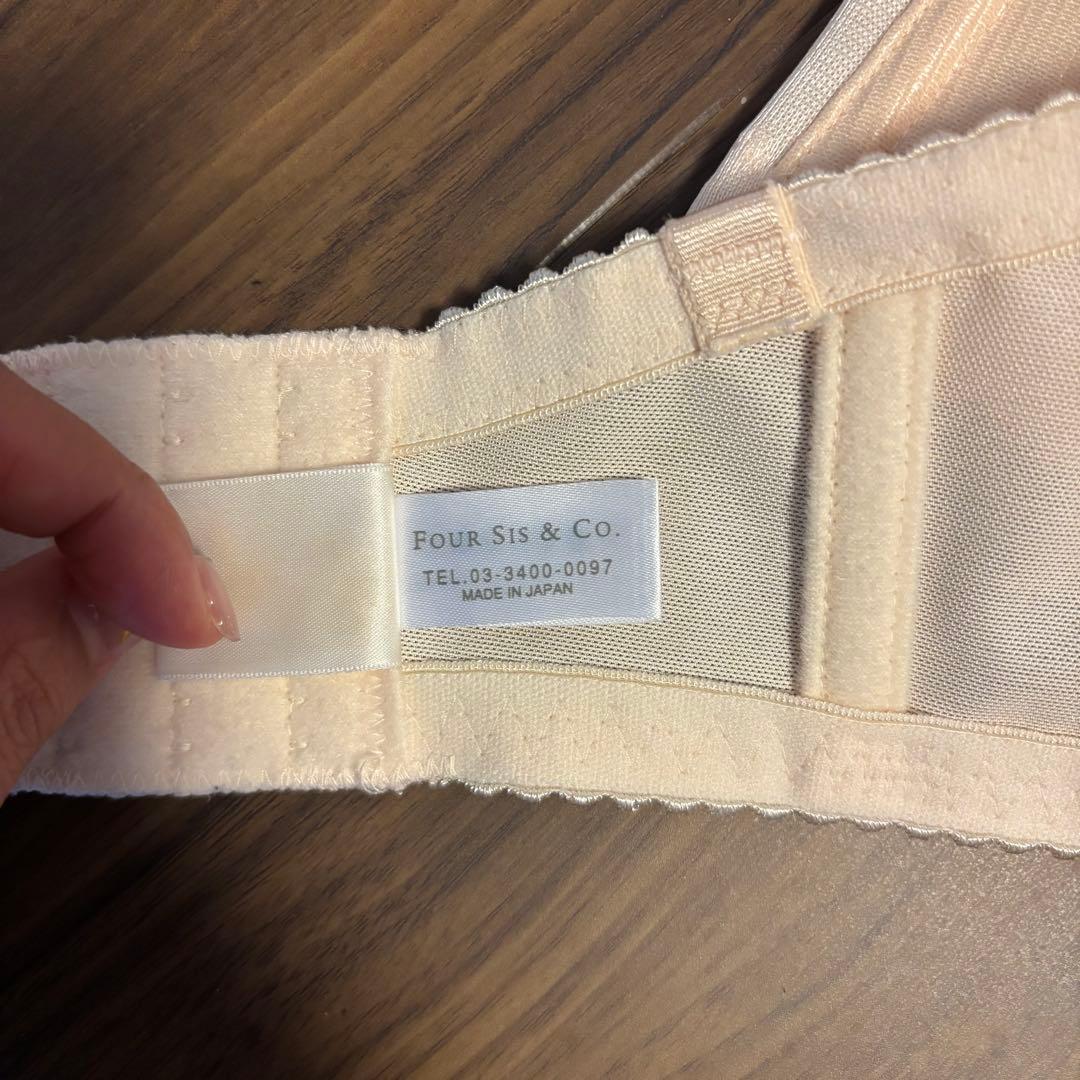 Four Sis & Co.
TEL.03-3400-0097
MADE IN JAPAN